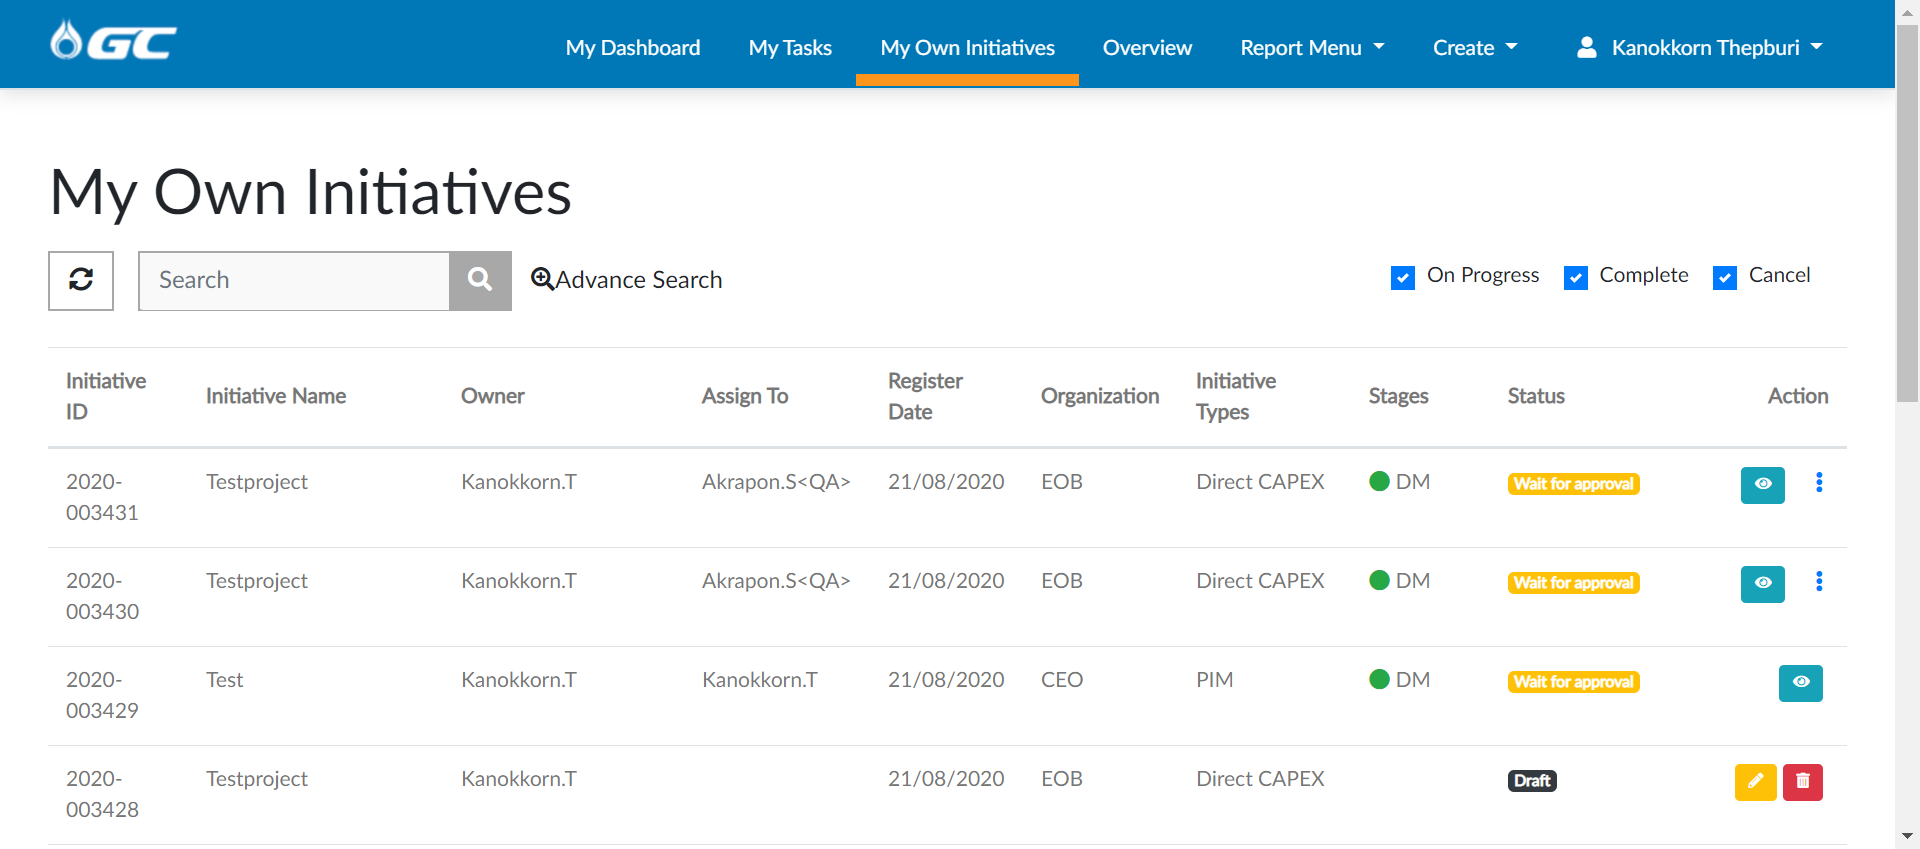 GC
My Dashboard My Tasks My Own Initiatives Overview Report Menu Create Kanokkorn Thepburi
My Own Initiatives
Search Advance Search On Progress Complete Cancel
Initiative ID Initiative Name Owner Assign To Register Date Organization Initiative Types Stages Status Action
2020-003431 Testproject Kanokkorn.T Akrapon.S<QA> 21/08/2020 EOB Direct CAPEX DM Wait for approval
2020-003430 Testproject Kanokkorn.T Akrapon.S<QA> 21/08/2020 EOB Direct CAPEX DM Wait for approval
2020-003429 Test Kanokkorn.T Kanokkorn.T 21/08/2020 CEO PIM DM Wait for approval
2020-003428 Testproject Kanokkorn.T 21/08/2020 EOB Direct CAPEX Draft